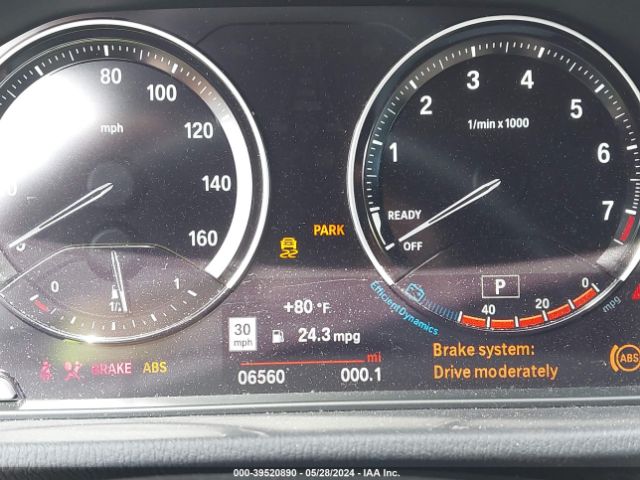 80
100
120
140
160
mph
0
1/2
1
1
2
3
4
5
6
7
1/min x 1000
READY
OFF
PARK
+80 °F
30
mph
24.3 mpg
mi
06560
000.1
BRAKE
ABS
P
EfficientDynamics
40
20
0
mpg
Brake system:
Drive moderately
ABS
000-39520890 - 05/28/2024 - IAA Inc.